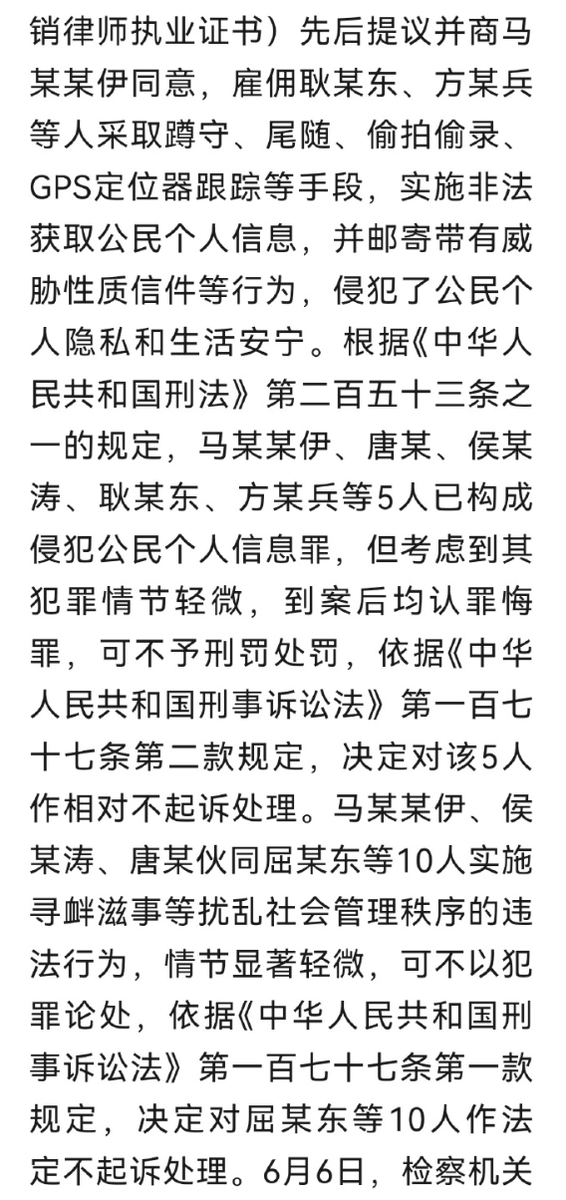 销律师执业证书）先后提议并商马
某某伊同意，雇佣耿某东、方某兵
等人采取蹲守、尾随、偷拍偷录、
GPS定位器跟踪等手段，实施非法
获取公民个人信息，并邮寄带有威
胁性质信件等行为，侵犯了公民个
人隐私和生活安宁。根据《中华人
民共和国刑法》第二百五十三条之
一的规定，马某某伊、唐某、侯某
涛、耿某东、方某兵等5人已构成
侵犯公民个人信息罪，但考虑到其
犯罪情节轻微，到案后均认罪悔
罪，可不予刑罚处罚，依据《中华
人民共和国刑事诉讼法》第一百七
十七条第二款规定，决定对该5人
作相对不起诉处理。马某某伊、侯
某涛、唐某伙同屈某东等10人实施
寻衅滋事等扰乱社会管理秩序的违
法行为，情节显著轻微，可不以犯
罪论处，依据《中华人民共和国刑
事诉讼法》第一百七十七条第一款
规定，决定对屈某东等10人作法
定不起诉处理。6月6日，检察机关